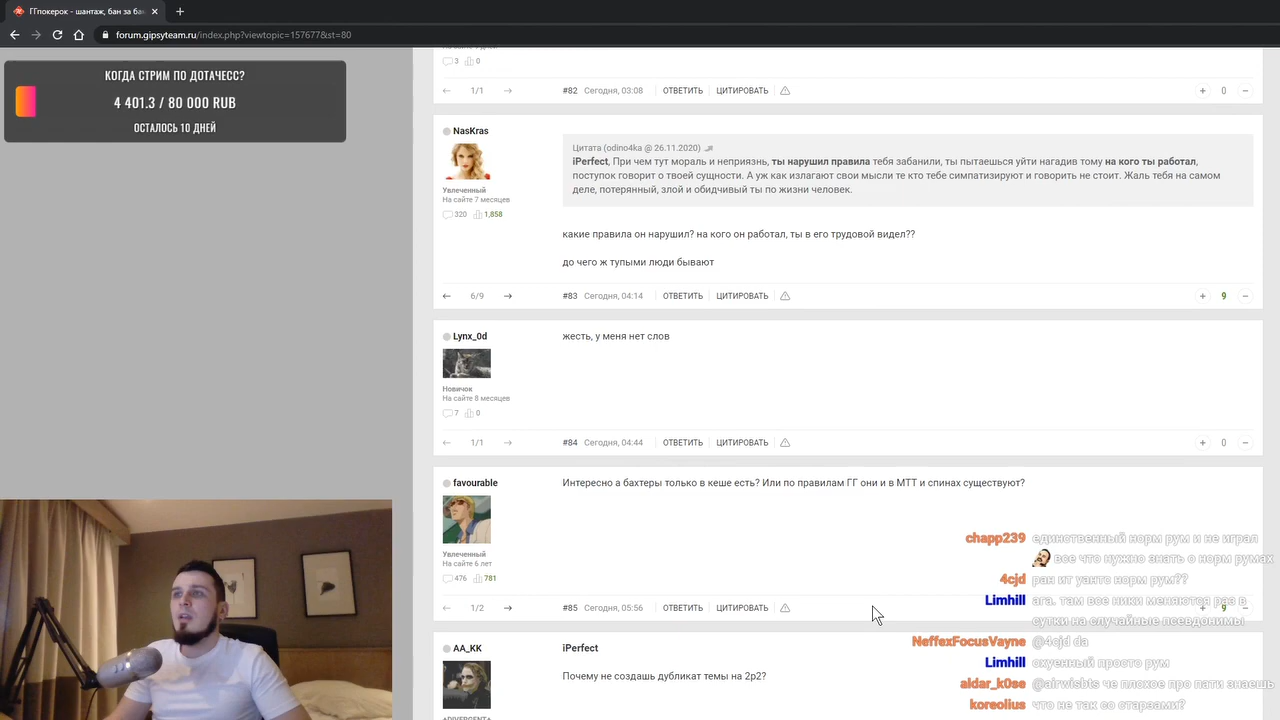 ГГпокерок - шантаж, бан за ба
forum.gipsyteam.ru/index.php?viewtopic=157677&st=80
КОГДА СТРИМ ПО ДОТАЧЕСС?
4 401.3 / 80 000 RUB
ОСТАЛОСЬ 10 ДНЕЙ
3 0
1/1 #82 Сегодня, 03:08 ОТВЕТИТЬ ЦИТИРОВАТЬ + 0 −
NasKras
Увлеченный
На сайте 7 месяцев
320 1,858
Цитата (odino4ka @ 26.11.2020)
iPerfect, При чем тут мораль и неприязнь, ты нарушил правила тебя забанили, ты пытаешься уйти нагадив тому на кого ты работал,
поступок говорит о твоей сущности. А уж как излагают свои мысли те кто тебе симпатизируют и говорить не стоит. Жаль тебя на самом
деле, потерянный, злой и обидчивый ты по жизни человек.
какие правила он нарушил? на кого он работал, ты в его трудовой видел??
до чего ж тупыми люди бывают
← 6/9 → #83 Сегодня, 04:14 ОТВЕТИТЬ ЦИТИРОВАТЬ + 9 −
Lynx_0d
Новичок
На сайте 8 месяцев
7 0
жесть, у меня нет слов
← 1/1 → #84 Сегодня, 04:44 ОТВЕТИТЬ ЦИТИРОВАТЬ + 0 −
favourable
Увлеченный
На сайте 6 лет
476 781
Интересно а бахтеры только в кеше есть? Или по правилам ГГ они и в МТТ и спинах существуют?
← 1/2 → #85 Сегодня, 05:56 ОТВЕТИТЬ ЦИТИРОВАТЬ + 9 −
AA_KK
iPerfect
Почему не создашь дубликат темы на 2р2?
chapp239 единственный норм рум и не играл
все что нужно знать о норм румах
4cjd ран ит уантс норм рум??
Limhill ага. там все ники меняются раз в
сутки на случайные псевдонимы
NeffexFocusVayne @4cjd da
Limhill охуенный просто рум
aldar_k0se @airwisbts че плохое про пати знаешь
koreolius что не так со старзами?